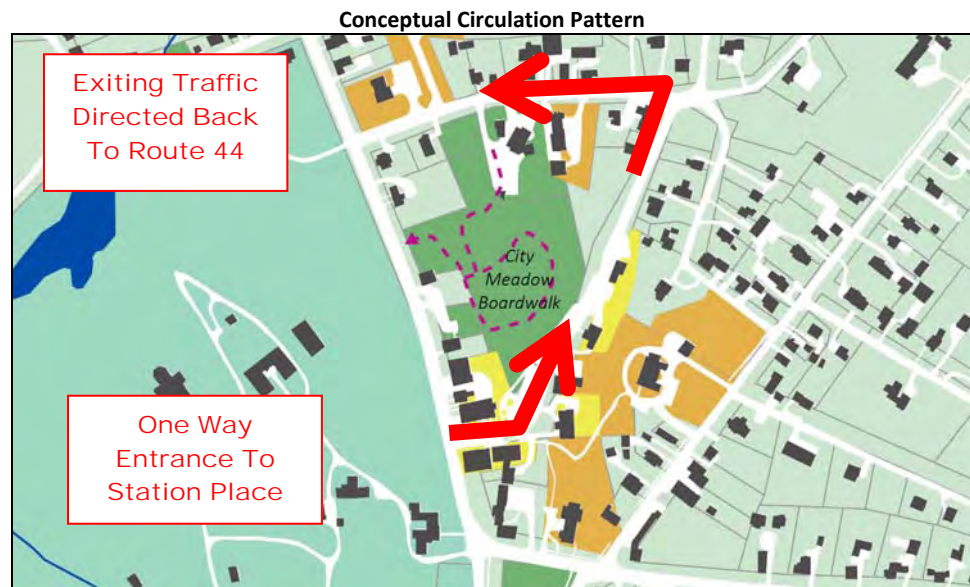 Conceptual Circulation Pattern
Exiting Traffic
Directed Back
To Route 44
City
Meadow
Boardwalk
One Way
Entrance To
Station Place